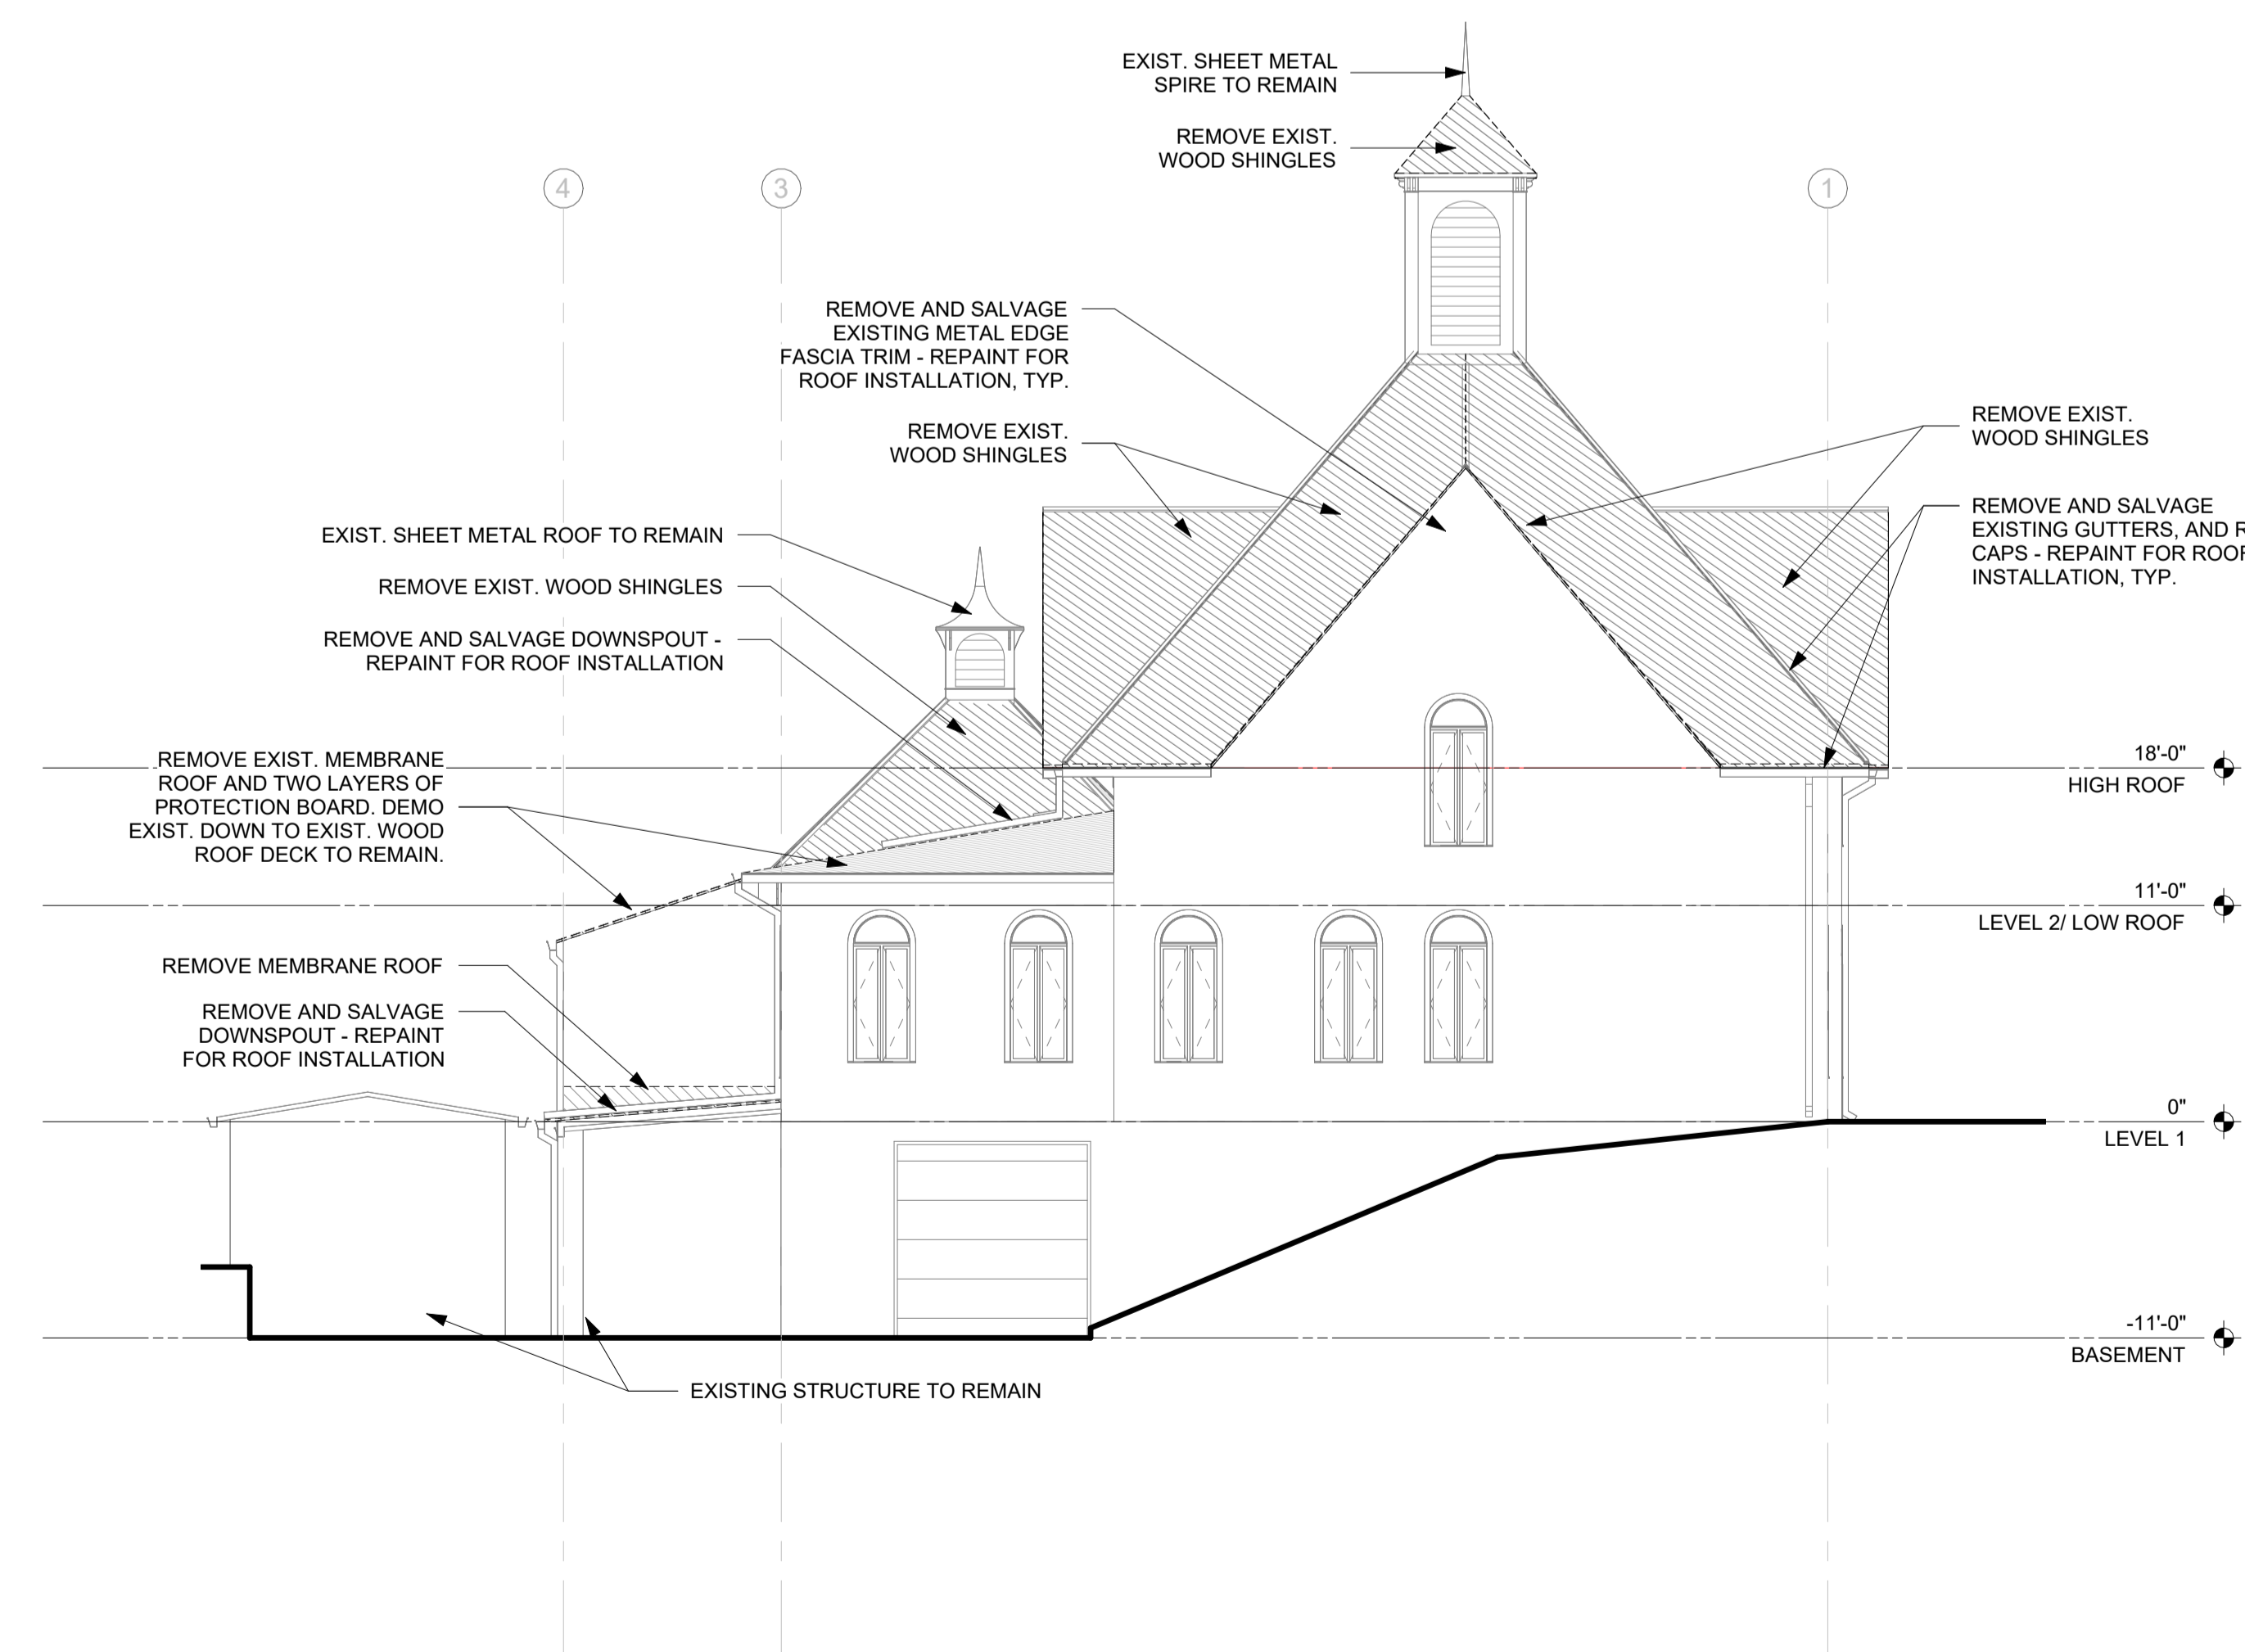 EXIST. SHEET METAL
SPIRE TO REMAIN
REMOVE EXIST.
WOOD SHINGLES
4
3
1
REMOVE AND SALVAGE
EXISTING METAL EDGE
FASCIA TRIM - REPAINT FOR
ROOF INSTALLATION, TYP.
REMOVE EXIST.
WOOD SHINGLES
REMOVE EXIST.
WOOD SHINGLES
REMOVE AND SALVAGE
EXISTING GUTTERS, AND
CAPS - REPAINT FOR
INSTALLATION, TYP.
EXIST. SHEET METAL ROOF TO REMAIN
REMOVE EXIST. WOOD SHINGLES
REMOVE AND SALVAGE DOWNSPOUT -
REPAINT FOR ROOF INSTALLATION
REMOVE EXIST. MEMBRANE
ROOF AND TWO LAYERS OF
PROTECTION BOARD. DEMO
EXIST. DOWN TO EXIST. WOOD
ROOF DECK TO REMAIN.
18'-0"
HIGH ROOF
11'-0"
LEVEL 2/ LOW ROOF
REMOVE MEMBRANE ROOF
REMOVE AND SALVAGE
DOWNSPOUT - REPAINT
FOR ROOF INSTALLATION
0"
LEVEL 1
-11'-0"
BASEMENT
EXISTING STRUCTURE TO REMAIN